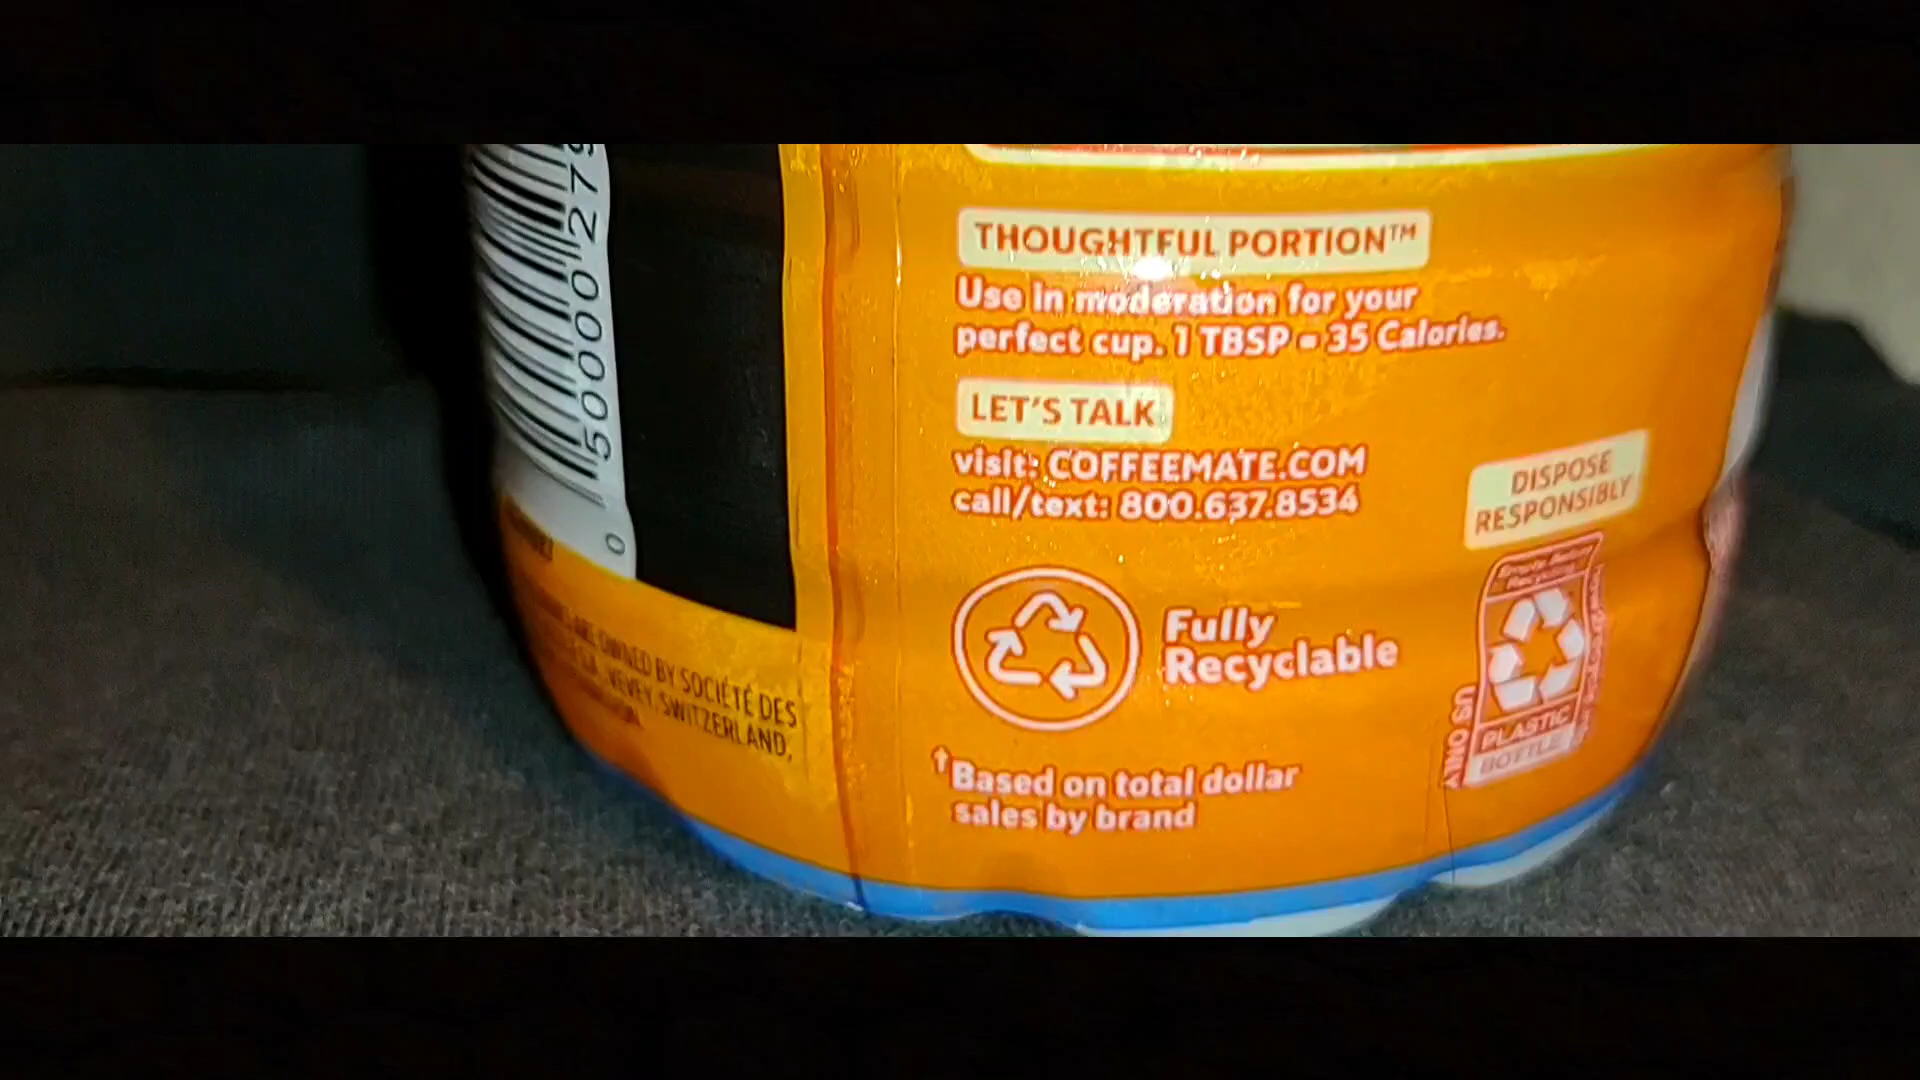 0 50000 279
OWNED BY SOCIÉTÉ DES
VEVEY, SWITZERLAND,
THOUGHTFUL PORTION™
Use in moderation for your
perfect cup. 1 TBSP = 35 Calories.
LET'S TALK
visit: COFFEEMATE.COM
call/text: 800.637.8534
Fully
Recyclable
†Based on total dollar
sales by brand
DISPOSE
RESPONSIBLY
US ONLY
PLASTIC
BOTTLE